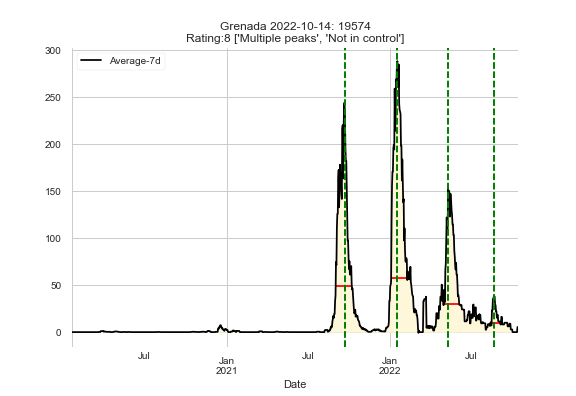 Grenada 2022-10-14: 19574
Rating:8 ['Multiple peaks', 'Not in control']
300
Average-7d
250
200
150
100
50
0
Jul
Jan
2021
Jul
Jan
2022
Jul
Date